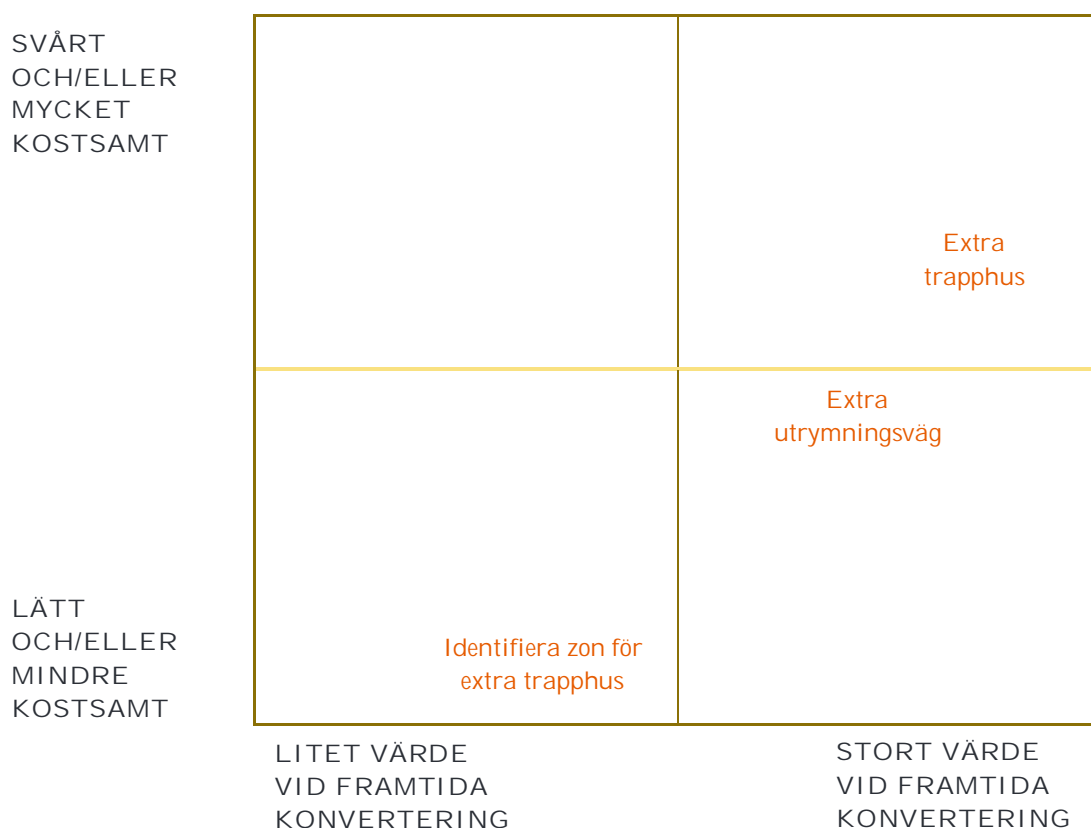 SVÅRT
OCH/ELLER
MYCKET
KOSTSAMT
Extra
trapphus
Extra
utrymningsväg
LÄTT
OCH/ELLER
MINDRE
KOSTSAMT
Identifiera zon för
extra trapphus
LITET VÄRDE
VID FRAMTIDA
KONVERTERING
STORT VÄRDE
VID FRAMTIDA
KONVERTERING